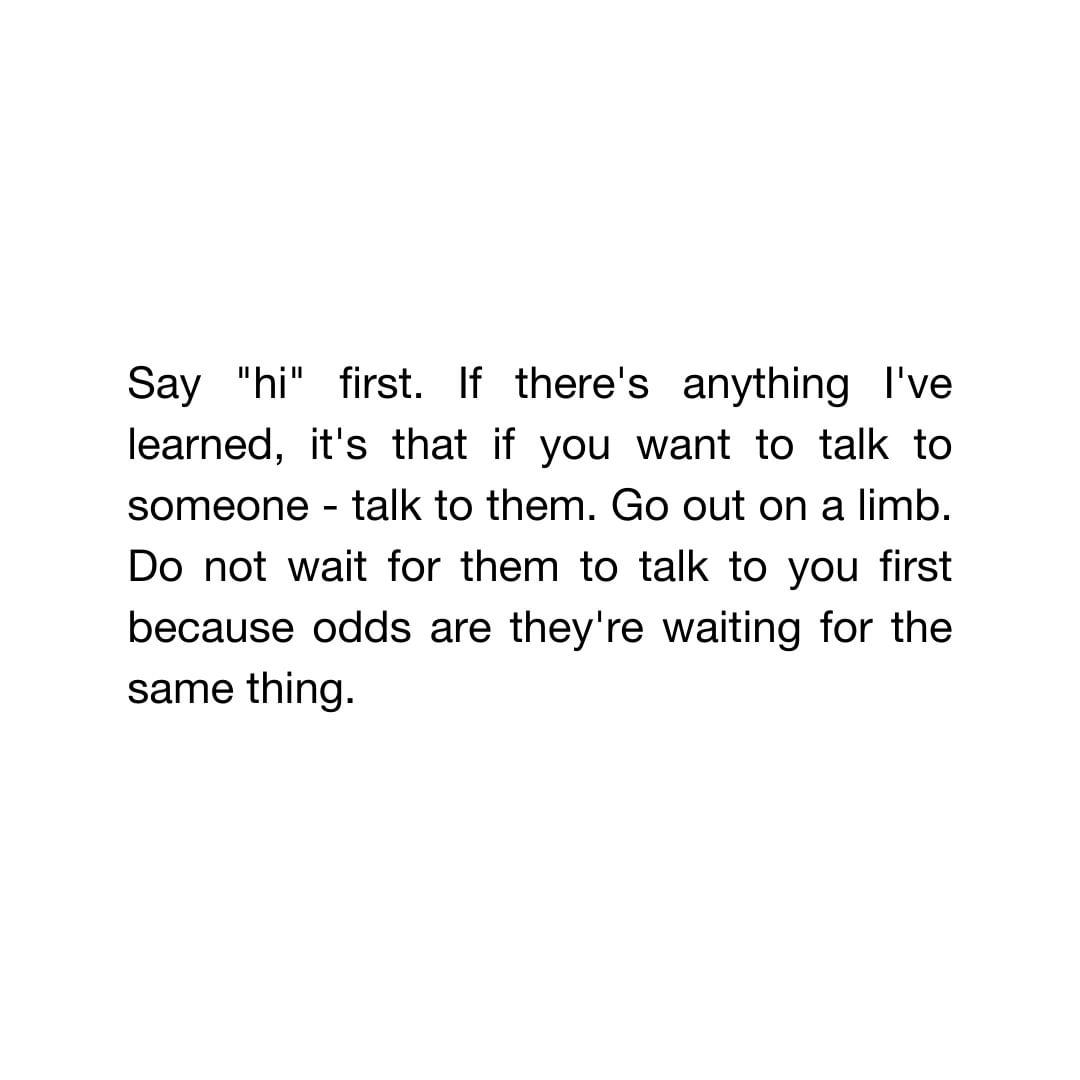 Say "hi" first. If there's anything I've
learned, it's that if you want to talk to
someone - talk to them. Go out on a limb.
Do not wait for them to talk to you first
because odds are they're waiting for the
same thing.